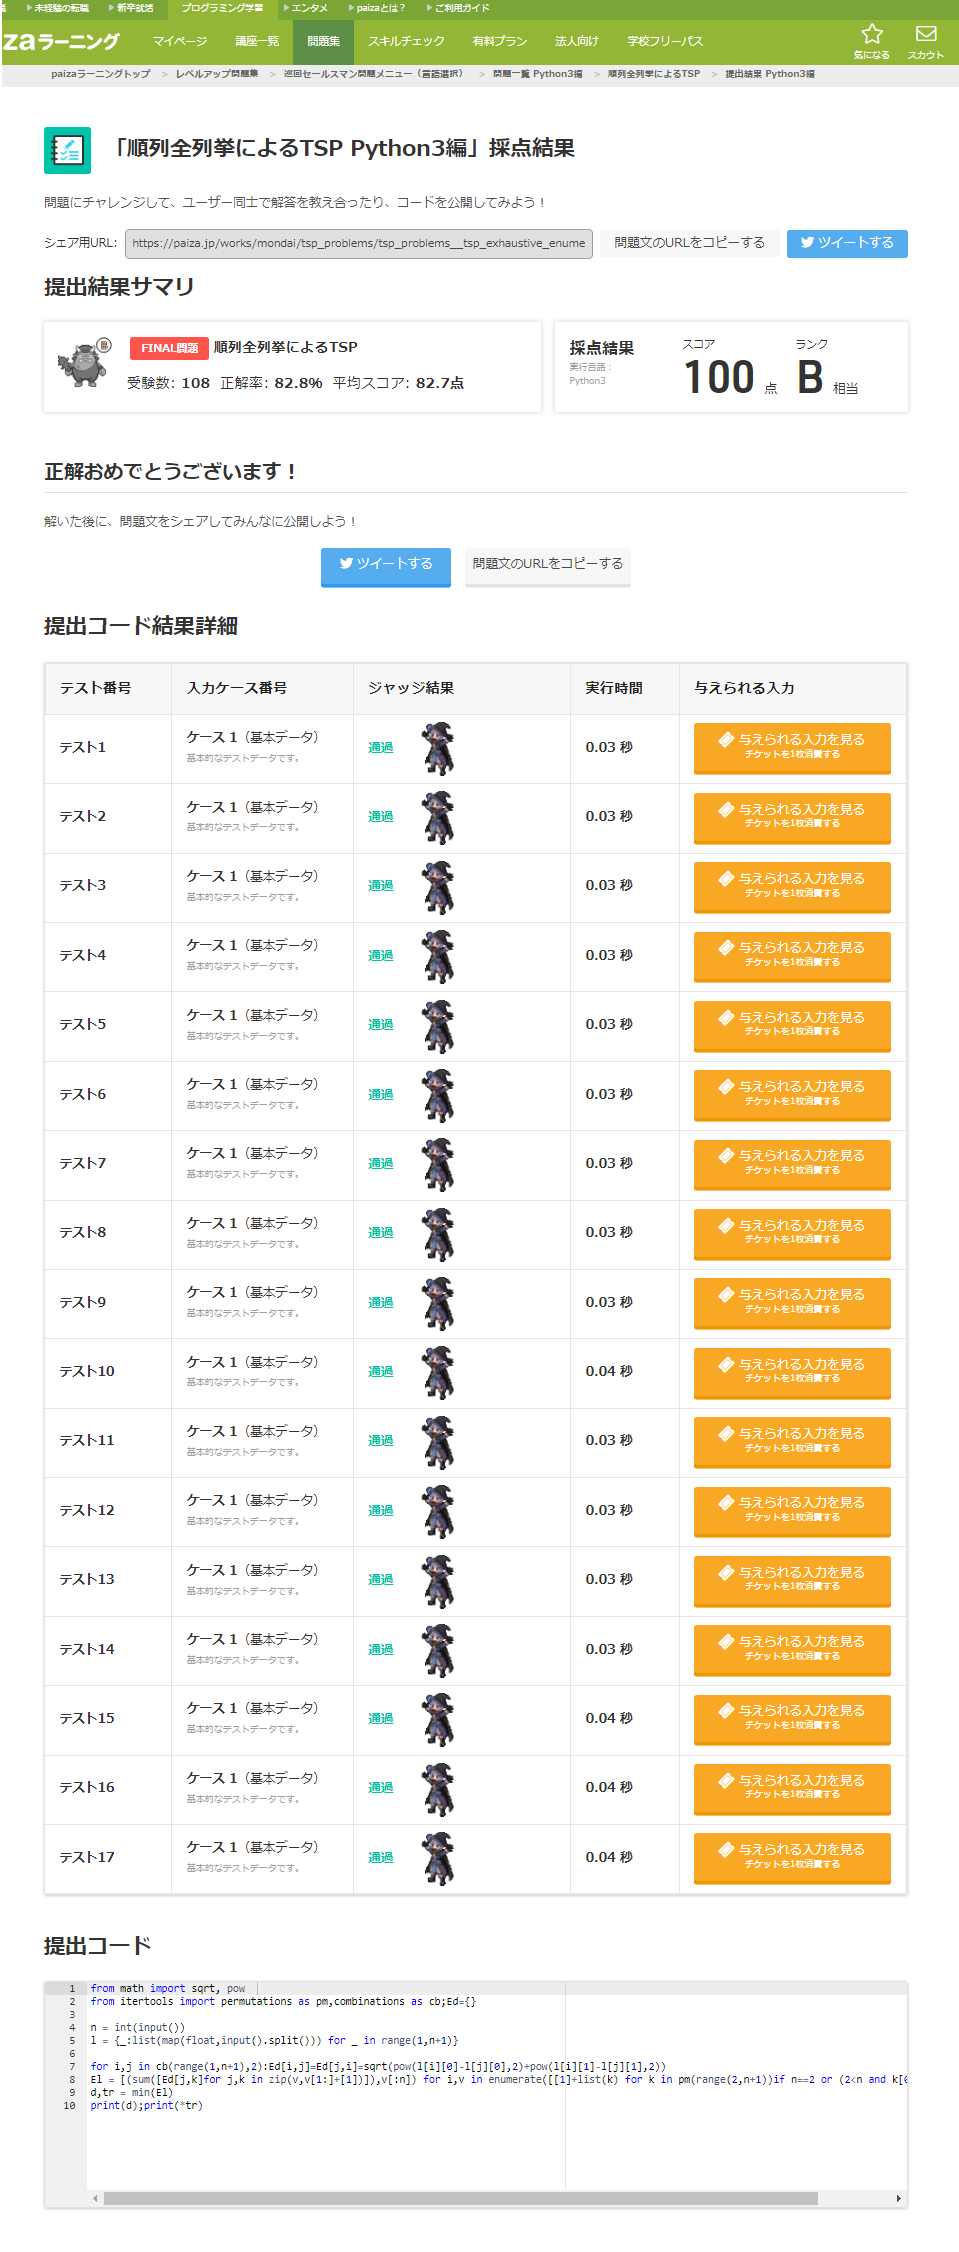 未経験の転職
新卒就活
プログラミング学習
エンタメ
paizaとは？
ご利用ガイド
zaラーニング
マイページ
講座一覧
問題集
スキルチェック
有料プラン
法人向け
学校フリーパス
気になる
スカウト
paizaラーニングトップ > レベルアップ問題集 > 巡回セールスマン問題メニュー（言語選択） > 問題一覧 Python3編 > 順列全列挙によるTSP > 提出結果 Python3編
「順列全列挙によるTSP Python3編」採点結果
問題にチャレンジして、ユーザー同士で解答を教え合ったり、コードを公開してみよう！
シェア用URL: https://paiza.jp/works/mondai/tsp_problems/tsp_problems__tsp_exhaustive_enume 問題文のURLをコピーする ツイートする
提出結果サマリ
FINAL問題 順列全列挙によるTSP
受験数: 108 正解率: 82.8% 平均スコア: 82.7点
採点結果
実行言語：
Python3
スコア
100 点
ランク
B 相当
正解おめでとうございます！
解いた後に、問題文をシェアしてみんなに公開しよう！
ツイートする 問題文のURLをコピーする
提出コード結果詳細
テスト番号 入力ケース番号 ジャッジ結果 実行時間 与えられる入力
テスト1 ケース 1（基本データ） 通過 0.03 秒 与えられる入力を見る
基本的なテストデータです。 チケットを1枚消費する
テスト2 ケース 1（基本データ） 通過 0.03 秒 与えられる入力を見る
基本的なテストデータです。 チケットを1枚消費する
テスト3 ケース 1（基本データ） 通過 0.03 秒 与えられる入力を見る
基本的なテストデータです。 チケットを1枚消費する
テスト4 ケース 1（基本データ） 通過 0.03 秒 与えられる入力を見る
基本的なテストデータです。 チケットを1枚消費する
テスト5 ケース 1（基本データ） 通過 0.03 秒 与えられる入力を見る
基本的なテストデータです。 チケットを1枚消費する
テスト6 ケース 1（基本データ） 通過 0.03 秒 与えられる入力を見る
基本的なテストデータです。 チケットを1枚消費する
テスト7 ケース 1（基本データ） 通過 0.03 秒 与えられる入力を見る
基本的なテストデータです。 チケットを1枚消費する
テスト8 ケース 1（基本データ） 通過 0.03 秒 与えられる入力を見る
基本的なテストデータです。 チケットを1枚消費する
テスト9 ケース 1（基本データ） 通過 0.03 秒 与えられる入力を見る
基本的なテストデータです。 チケットを1枚消費する
テスト10 ケース 1（基本データ） 通過 0.04 秒 与えられる入力を見る
基本的なテストデータです。 チケットを1枚消費する
テスト11 ケース 1（基本データ） 通過 0.03 秒 与えられる入力を見る
基本的なテストデータです。 チケットを1枚消費する
テスト12 ケース 1（基本データ） 通過 0.03 秒 与えられる入力を見る
基本的なテストデータです。 チケットを1枚消費する
テスト13 ケース 1（基本データ） 通過 0.03 秒 与えられる入力を見る
基本的なテストデータです。 チケットを1枚消費する
テスト14 ケース 1（基本データ） 通過 0.03 秒 与えられる入力を見る
基本的なテストデータです。 チケットを1枚消費する
テスト15 ケース 1（基本データ） 通過 0.04 秒 与えられる入力を見る
基本的なテストデータです。 チケットを1枚消費する
テスト16 ケース 1（基本データ） 通過 0.04 秒 与えられる入力を見る
基本的なテストデータです。 チケットを1枚消費する
テスト17 ケース 1（基本データ） 通過 0.04 秒 与えられる入力を見る
基本的なテストデータです。 チケットを1枚消費する
提出コード
1 from math import sqrt, pow
2 from itertools import permutations as pm,combinations as cb;Ed={}
3
4 n = int(input())
5 l = {_:list(map(float,input().split())) for _ in range(1,n+1)}
6
7 for i,j in cb(range(1,n+1),2):Ed[i,j]=Ed[j,i]=sqrt(pow(l[i][0]-l[j][0],2)+pow(l[i][1]-l[j][1],2))
8 El = [(sum([Ed[j,k]for j,k in zip(v,v[1:]+[1])]),v[:n]) for i,v in enumerate([[1]+list(k) for k in pm(range(2,n+1))if n==2 or (2<n and k[0
9 d,tr = min(El)
10 print(d);print(*tr)